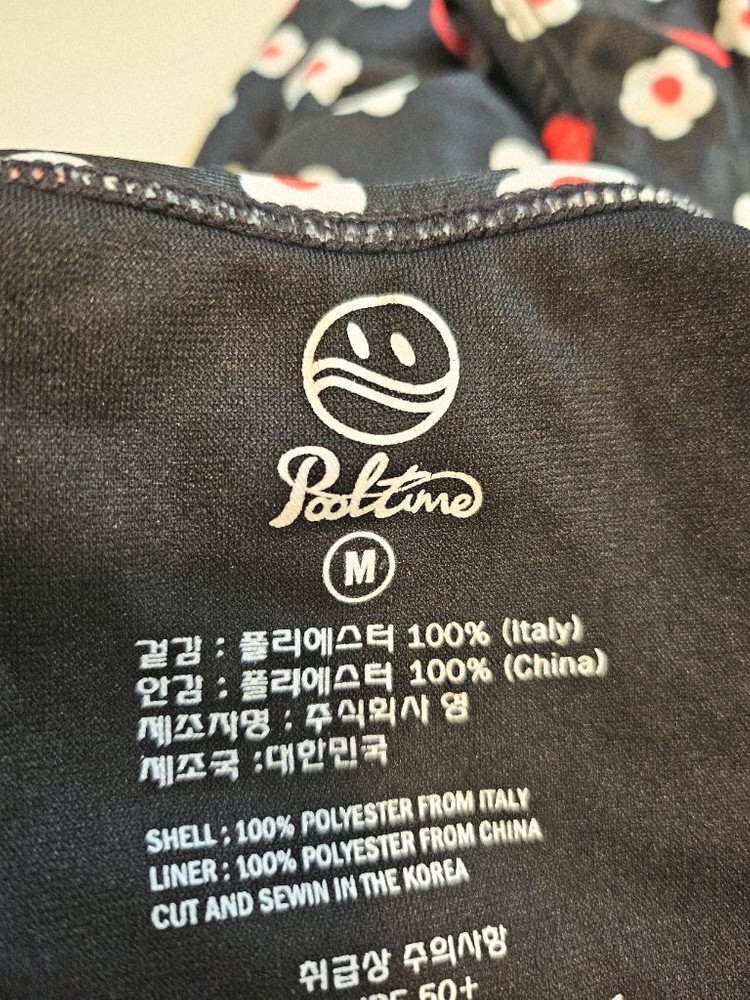 Pooltime
M
겉감 : 폴리에스터 100% (Italy)
안감 : 폴리에스터 100% (China)
제조자명 : 주식회사 영
제조국 :대한민국
SHELL : 100% POLYESTER FROM ITALY
LINER : 100% POLYESTER FROM CHINA
CUT AND SEWIN IN THE KOREA
취급상 주의사항
50+